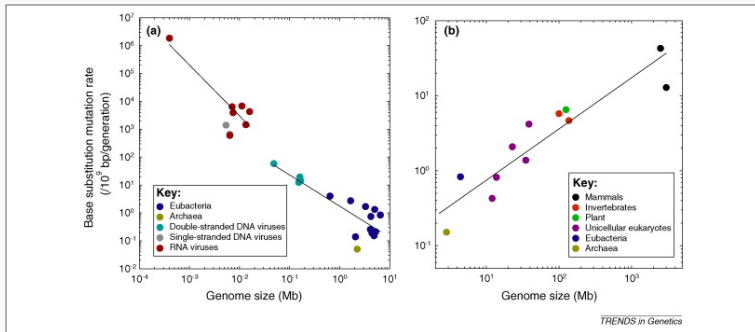 (a)
Base substitution mutation rate
(/10⁹ bp/generation)
10⁷
10⁶
10⁵
10⁴
10³
10²
10¹
10⁰
10⁻¹
10⁻²
Key:
Eubacteria
Archaea
Double-stranded DNA viruses
Single-stranded DNA viruses
RNA viruses
10⁻⁴ 10⁻³ 10⁻² 10⁻¹ 10⁰ 10¹
Genome size (Mb)
(b)
10²
10¹
10⁰
10⁻¹
Key:
Mammals
Invertebrates
Plant
Unicellular eukaryotes
Eubacteria
Archaea
10¹ 10² 10³
Genome size (Mb)
TRENDS in Genetics